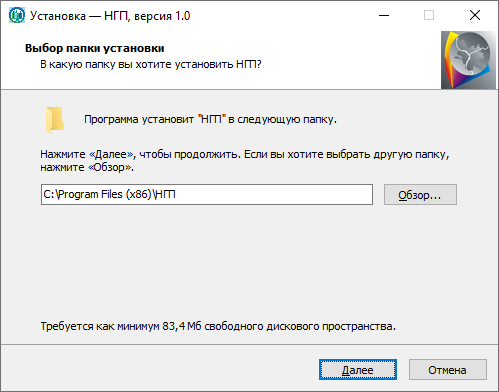 Установка — НГП, версия 1.0
Выбор папки установки
В какую папку вы хотите установить НГП?
Программа установит "НГП" в следующую папку.
Нажмите «Далее», чтобы продолжить. Если вы хотите выбрать другую папку,
нажмите «Обзор».
C:\Program Files (x86)\НГП
Обзор...
Требуется как минимум 83,4 Мб свободного дискового пространства.
Далее
Отмена